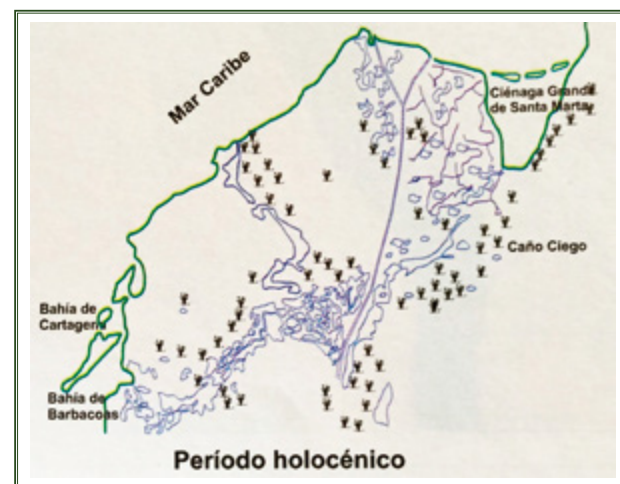 Mar Caribe
Ciénaga Grande
de Santa Marta
Caño Ciego
Bahía de
Cartagena
Bahía de
Barbacoas
Período holocénico